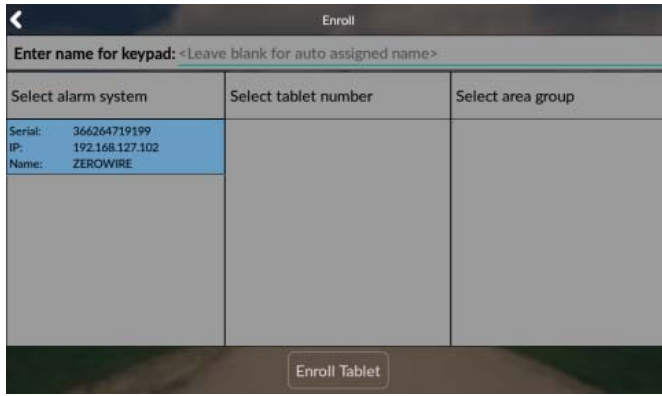 Enroll
Enter name for keypad: <Leave blank for auto assigned name>
Select alarm system
Select tablet number
Select area group
Serial: 366264719199
IP: 192.168.127.102
Name: ZEROWIRE
Enroll Tablet